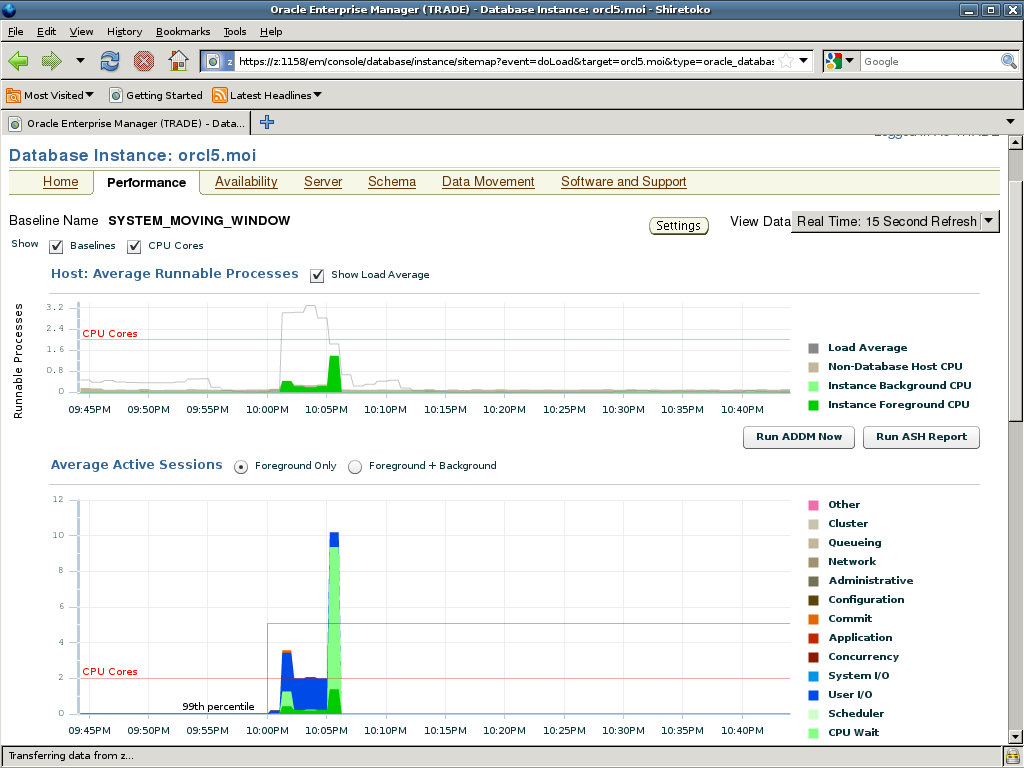 Oracle Enterprise Manager (TRADE) - Database Instance: orcl5.moi - Shiretoko
File Edit View History Bookmarks Tools Help
z https://z:1158/em/console/database/instance/sitemap?event=doLoad&target=orcl5.moi&type=oracle_databas Google
Most Visited Getting Started Latest Headlines
Oracle Enterprise Manager (TRADE) - Data...
Database Instance: orcl5.moi
Home Performance Availability Server Schema Data Movement Software and Support
Baseline Name SYSTEM_MOVING_WINDOW Settings View Data Real Time: 15 Second Refresh
Show Baselines CPU Cores
Host: Average Runnable Processes Show Load Average
Runnable Processes
3.2
2.4
CPU Cores
1.6
0.8
0
09:45PM 09:50PM 09:55PM 10:00PM 10:05PM 10:10PM 10:15PM 10:20PM 10:25PM 10:30PM 10:35PM 10:40PM
Load Average
Non-Database Host CPU
Instance Background CPU
Instance Foreground CPU
Run ADDM Now Run ASH Report
Average Active Sessions Foreground Only Foreground + Background
12
10
8
6
4
CPU Cores
2
99th percentile
0
09:45PM 09:50PM 09:55PM 10:00PM 10:05PM 10:10PM 10:15PM 10:20PM 10:25PM 10:30PM 10:35PM 10:40PM
Other
Cluster
Queueing
Network
Administrative
Configuration
Commit
Application
Concurrency
System I/O
User I/O
Scheduler
CPU Wait
Transferring data from z...